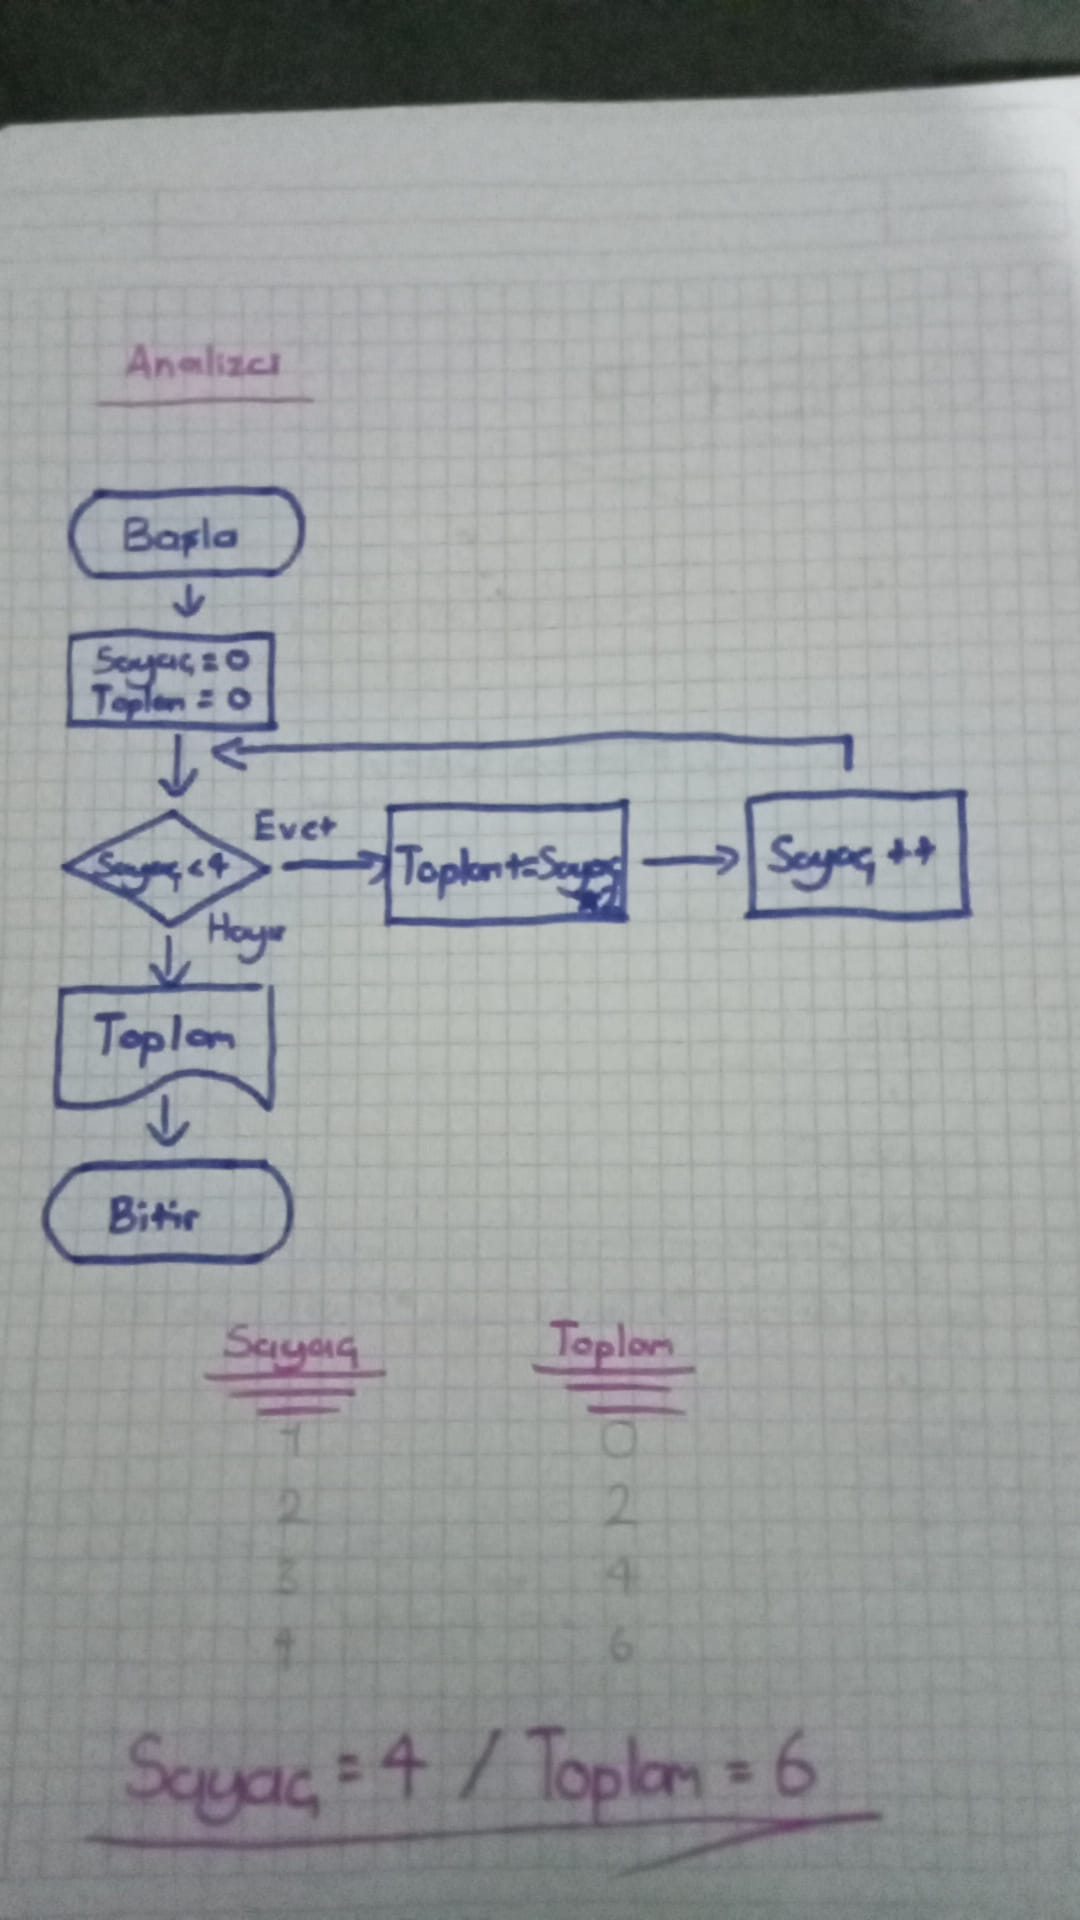 Analizci
Başla
Sayaç = 0
Toplam = 0
Sayaç < 4
Evet
Toplam += Sayaç
Sayaç ++
Hayır
Toplam
Bitir
Sayaç Toplam
1 0
2 2
3 4
4 6
Sayaç = 4 / Toplam = 6